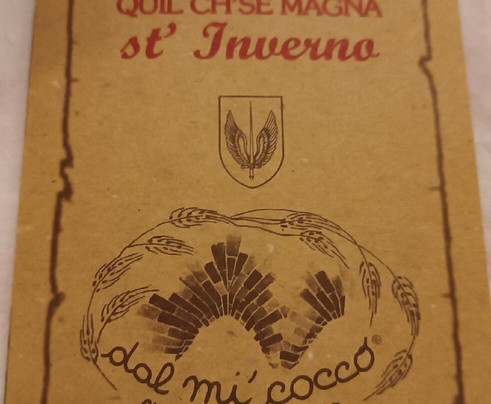 QUIL CH'SE MAGNA
st' Inverno
dal mi' cocco®